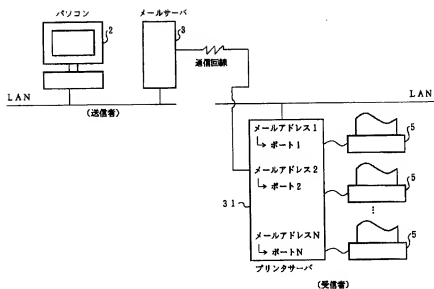 パソコン
2
メールサーバ
3
通信回線
LAN
(送信者)
LAN
メールアドレス1
ポート1
5
メールアドレス2
ポート2
5
31
メールアドレスN
ポートN
5
プリンタサーバ
(受信者)